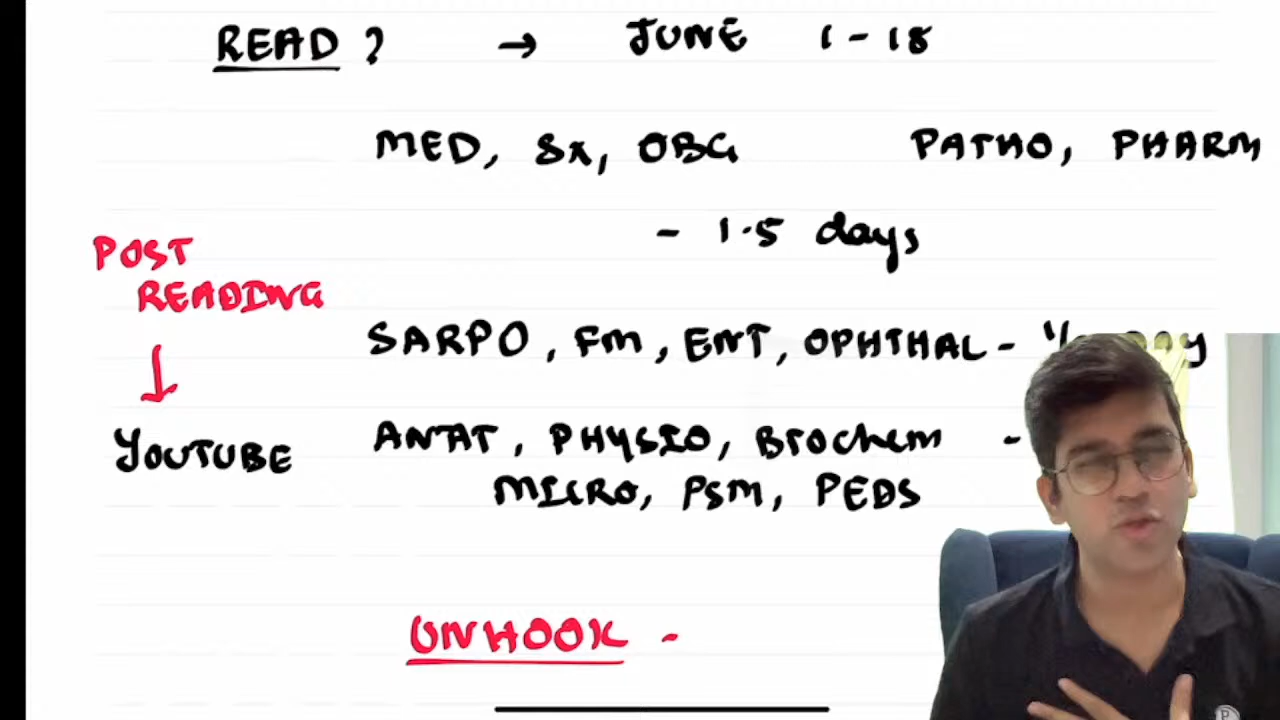 READ ? → JUNE 1-18
MED, Sx, OBG PATHO, PHARM
- 1.5 days
POST
READING
↓
SARPO, FM, ENT, OPHTHAL -
YOUTUBE
ANAT, PHYSIO, Biochem -
MICRO, PSM, PEDS
UNHOOK -